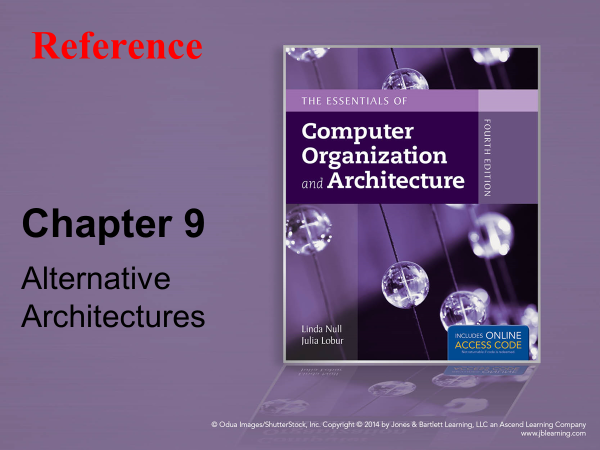 Reference
THE ESSENTIALS OF
Computer
Organization
and Architecture
FOURTH EDITION
Chapter 9
Alternative
Architectures
Linda Null
Julia Lobur
INCLUDES ONLINE
ACCESS CODE
© Odua Images/ShutterStock, Inc. Copyright © 2014 by Jones & Bartlett Learning, LLC an Ascend Learning Company
www.jblearning.com